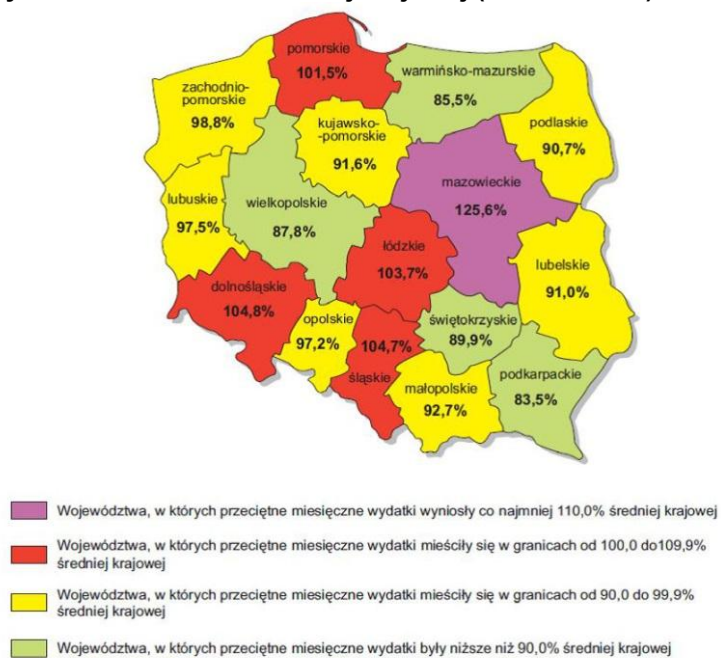 pomorskie
101,5%
warmińsko-mazurskie
85,5%
zachodnio-
pomorskie
98,8%
kujawsko-
-pomorskie
91,6%
podlaskie
90,7%
mazowieckie
125,6%
lubuskie
97,5%
wielkopolskie
87,8%
łódzkie
103,7%
lubelskie
91,0%
dolnośląskie
104,8%
opolskie
97,2%
104,7%
śląskie
świętokrzyskie
89,9%
małopolskie
92,7%
podkarpackie
83,5%
Województwa, w których przeciętne miesięczne wydatki wyniosły co najmniej 110,0% średniej krajowej
Województwa, w których przeciętne miesięczne wydatki mieściły się w granicach od 100,0 do109,9%
średniej krajowej
Województwa, w których przeciętne miesięczne wydatki mieściły się w granicach od 90,0 do 99,9%
średniej krajowej
Województwa, w których przeciętne miesięczne wydatki były niższe niż 90,0% średniej krajowej